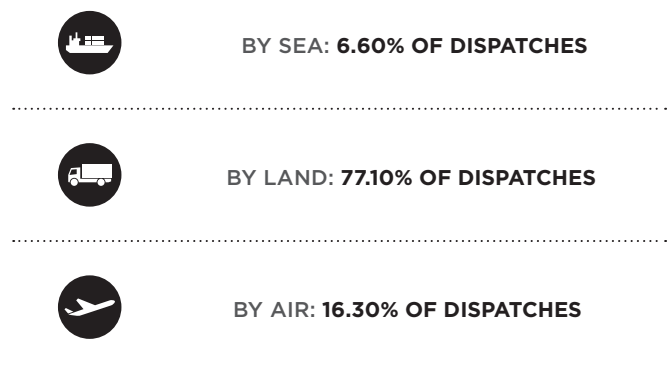 BY SEA: 6.60% OF DISPATCHES
BY LAND: 77.10% OF DISPATCHES
BY AIR: 16.30% OF DISPATCHES